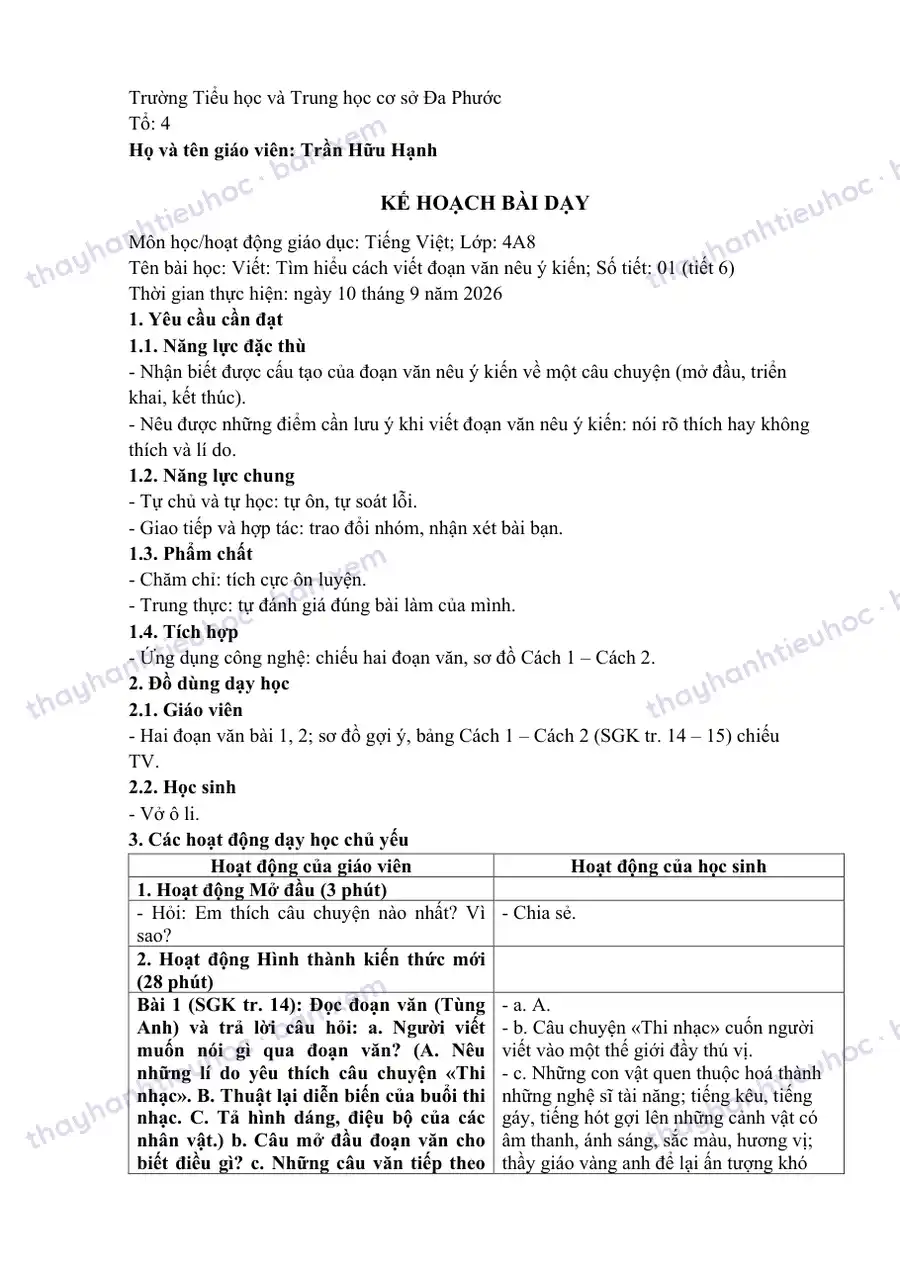 Trường Tiểu học và Trung học cơ sở Đa Phước
Tổ: 4
Họ và tên giáo viên: Trần Hữu Hạnh
KẾ HOẠCH BÀI DẠY
Môn học/hoạt động giáo dục: Tiếng Việt; Lớp: 4A8
Tên bài học: Viết: Tìm hiểu cách viết đoạn văn nêu ý kiến; Số tiết: 01 (tiết 6)
Thời gian thực hiện: ngày 10 tháng 9 năm 2026
1. Yêu cầu cần đạt
1.1. Năng lực đặc thù
- Nhận biết được cấu tạo của đoạn văn nêu ý kiến về một câu chuyện (mở đầu, triển
khai, kết thúc).
- Nêu được những điểm cần lưu ý khi viết đoạn văn nêu ý kiến: nói rõ thích hay không
thích và lí do.
1.2. Năng lực chung
- Tự chủ và tự học: tự ôn, tự soát lỗi.
- Giao tiếp và hợp tác: trao đổi nhóm, nhận xét bài bạn.
1.3. Phẩm chất
- Chăm chỉ: tích cực ôn luyện.
- Trung thực: tự đánh giá đúng bài làm của mình.
1.4. Tích hợp
- Ứng dụng công nghệ: chiếu hai đoạn văn, sơ đồ Cách 1 – Cách 2.
2. Đồ dùng dạy học
2.1. Giáo viên
- Hai đoạn văn bài 1, 2; sơ đồ gợi ý, bảng Cách 1 – Cách 2 (SGK tr. 14 – 15) chiếu
TV.
2.2. Học sinh
- Vở ô li.
3. Các hoạt động dạy học chủ yếu
Hoạt động của giáo viên
Hoạt động của học sinh
1. Hoạt động Mở đầu (3 phút)
- Hỏi: Em thích câu chuyện nào nhất? Vì
sao?
- Chia sẻ.
2. Hoạt động Hình thành kiến thức mới
(28 phút)
Bài 1 (SGK tr. 14): Đọc đoạn văn (Tùng
Anh) và trả lời câu hỏi: a. Người viết
muốn nói gì qua đoạn văn? (A. Nêu
những lí do yêu thích câu chuyện «Thi
nhạc». B. Thuật lại diễn biến của buổi thi
nhạc. C. Tả hình dáng, điệu bộ của các
nhân vật.) b. Câu mở đầu đoạn văn cho
biết điều gì? c. Những câu văn tiếp theo
- a. A.
- b. Câu chuyện «Thi nhạc» cuốn người
viết vào một thế giới đầy thú vị.
- c. Những con vật quen thuộc hoá thành
những nghệ sĩ tài năng; tiếng kêu, tiếng
gáy, tiếng hót gợi lên những cảnh vật có
âm thanh, ánh sáng, sắc màu, hương vị;
thầy giáo vàng anh để lại ấn tượng khó
thayhanhtieuhoc · bản xem
thayhanhtieuhoc · b
thayhanhtieuhoc · bản xem
thayhanhtieuhoc · b
thayhanhtieuhoc · bản xem
thayhanhtieuhoc · b